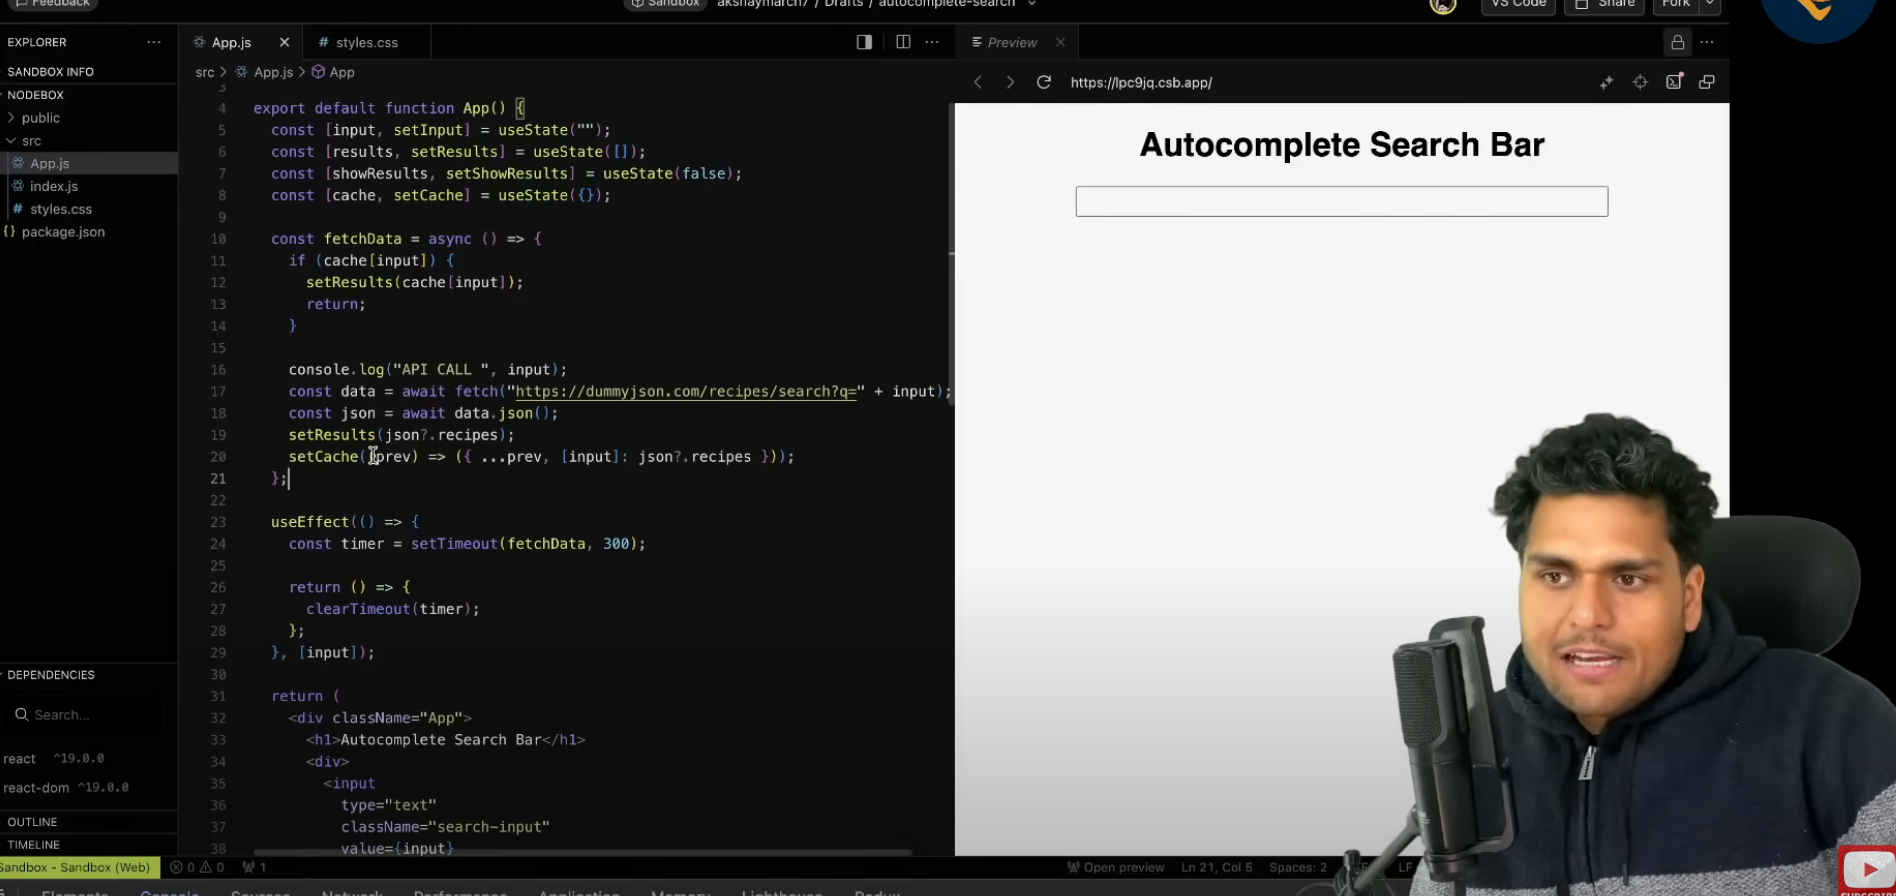 Feedback
Sandbox akshaymarch7 / Drafts / autocomplete-search
VS Code Share Fork
EXPLORER
SANDBOX INFO
NODEBOX
public
src
App.js
index.js
# styles.css
{} package.json
App.js
# styles.css
src > App.js > App
3
4 export default function App() {
5 const [input, setInput] = useState("");
6 const [results, setResults] = useState([]);
7 const [showResults, setShowResults] = useState(false);
8 const [cache, setCache] = useState({});
9
10 const fetchData = async () => {
11 if (cache[input]) {
12 setResults(cache[input]);
13 return;
14 }
15
16 console.log("API CALL ", input);
17 const data = await fetch("https://dummyjson.com/recipes/search?q=" + input);
18 const json = await data.json();
19 setResults(json?.recipes);
20 setCache((prev) => ({ ...prev, [input]: json?.recipes }));
21 };
22
23 useEffect(() => {
24 const timer = setTimeout(fetchData, 300);
25
26 return () => {
27 clearTimeout(timer);
28 };
29 }, [input]);
30
31 return (
32 <div className="App">
33 <h1>Autocomplete Search Bar</h1>
34 <div>
35 <input
36 type="text"
37 className="search-input"
38 value={input}
Preview
https://lpc9jq.csb.app/
Autocomplete Search Bar
DEPENDENCIES
Search...
react ^19.0.0
react-dom ^19.0.0
OUTLINE
TIMELINE
Sandbox - Sandbox (Web) 0 0 1
Open preview Ln 21, Col 5 Spaces: 2 LF
Elements Console Sources Network Performance Application Memory Lighthouse Redux
SUBSCRIBE